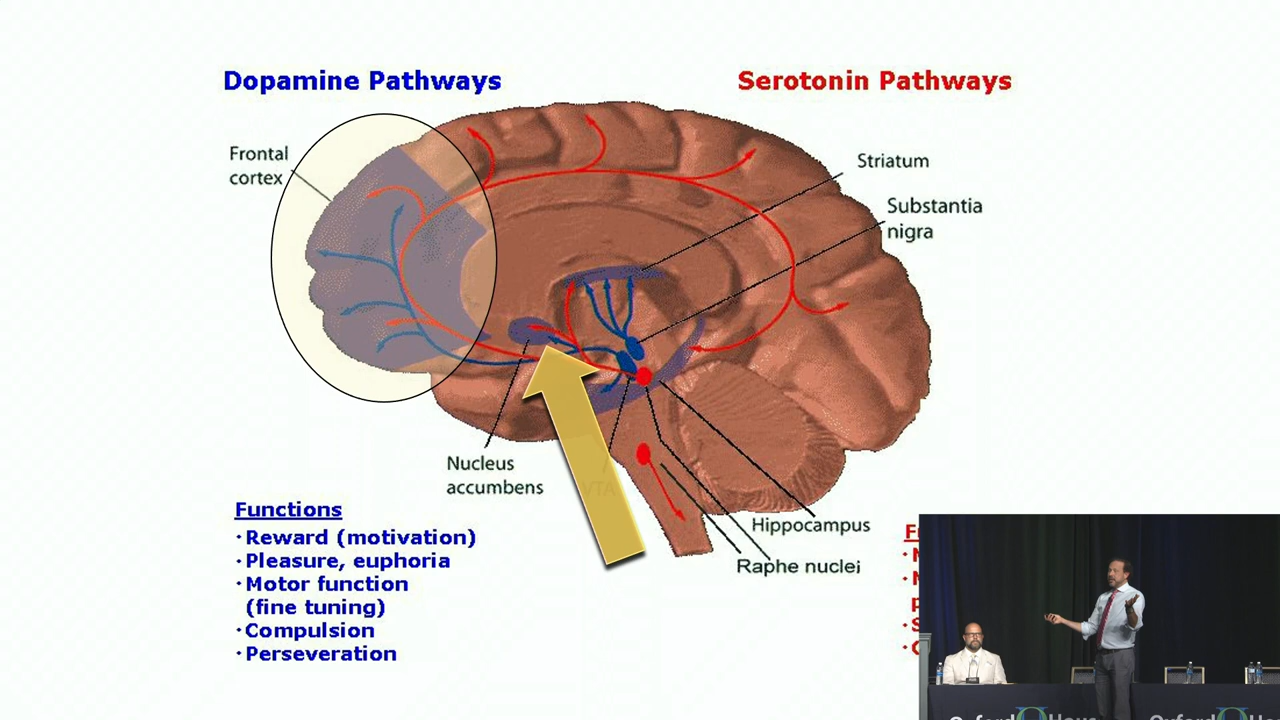 Dopamine Pathways
Serotonin Pathways
Frontal
cortex
Striatum
Substantia
nigra
Nucleus
accumbens
VTA
Hippocampus
Raphe nuclei
Functions
·Reward (motivation)
·Pleasure, euphoria
·Motor function
(fine tuning)
·Compulsion
·Perseveration